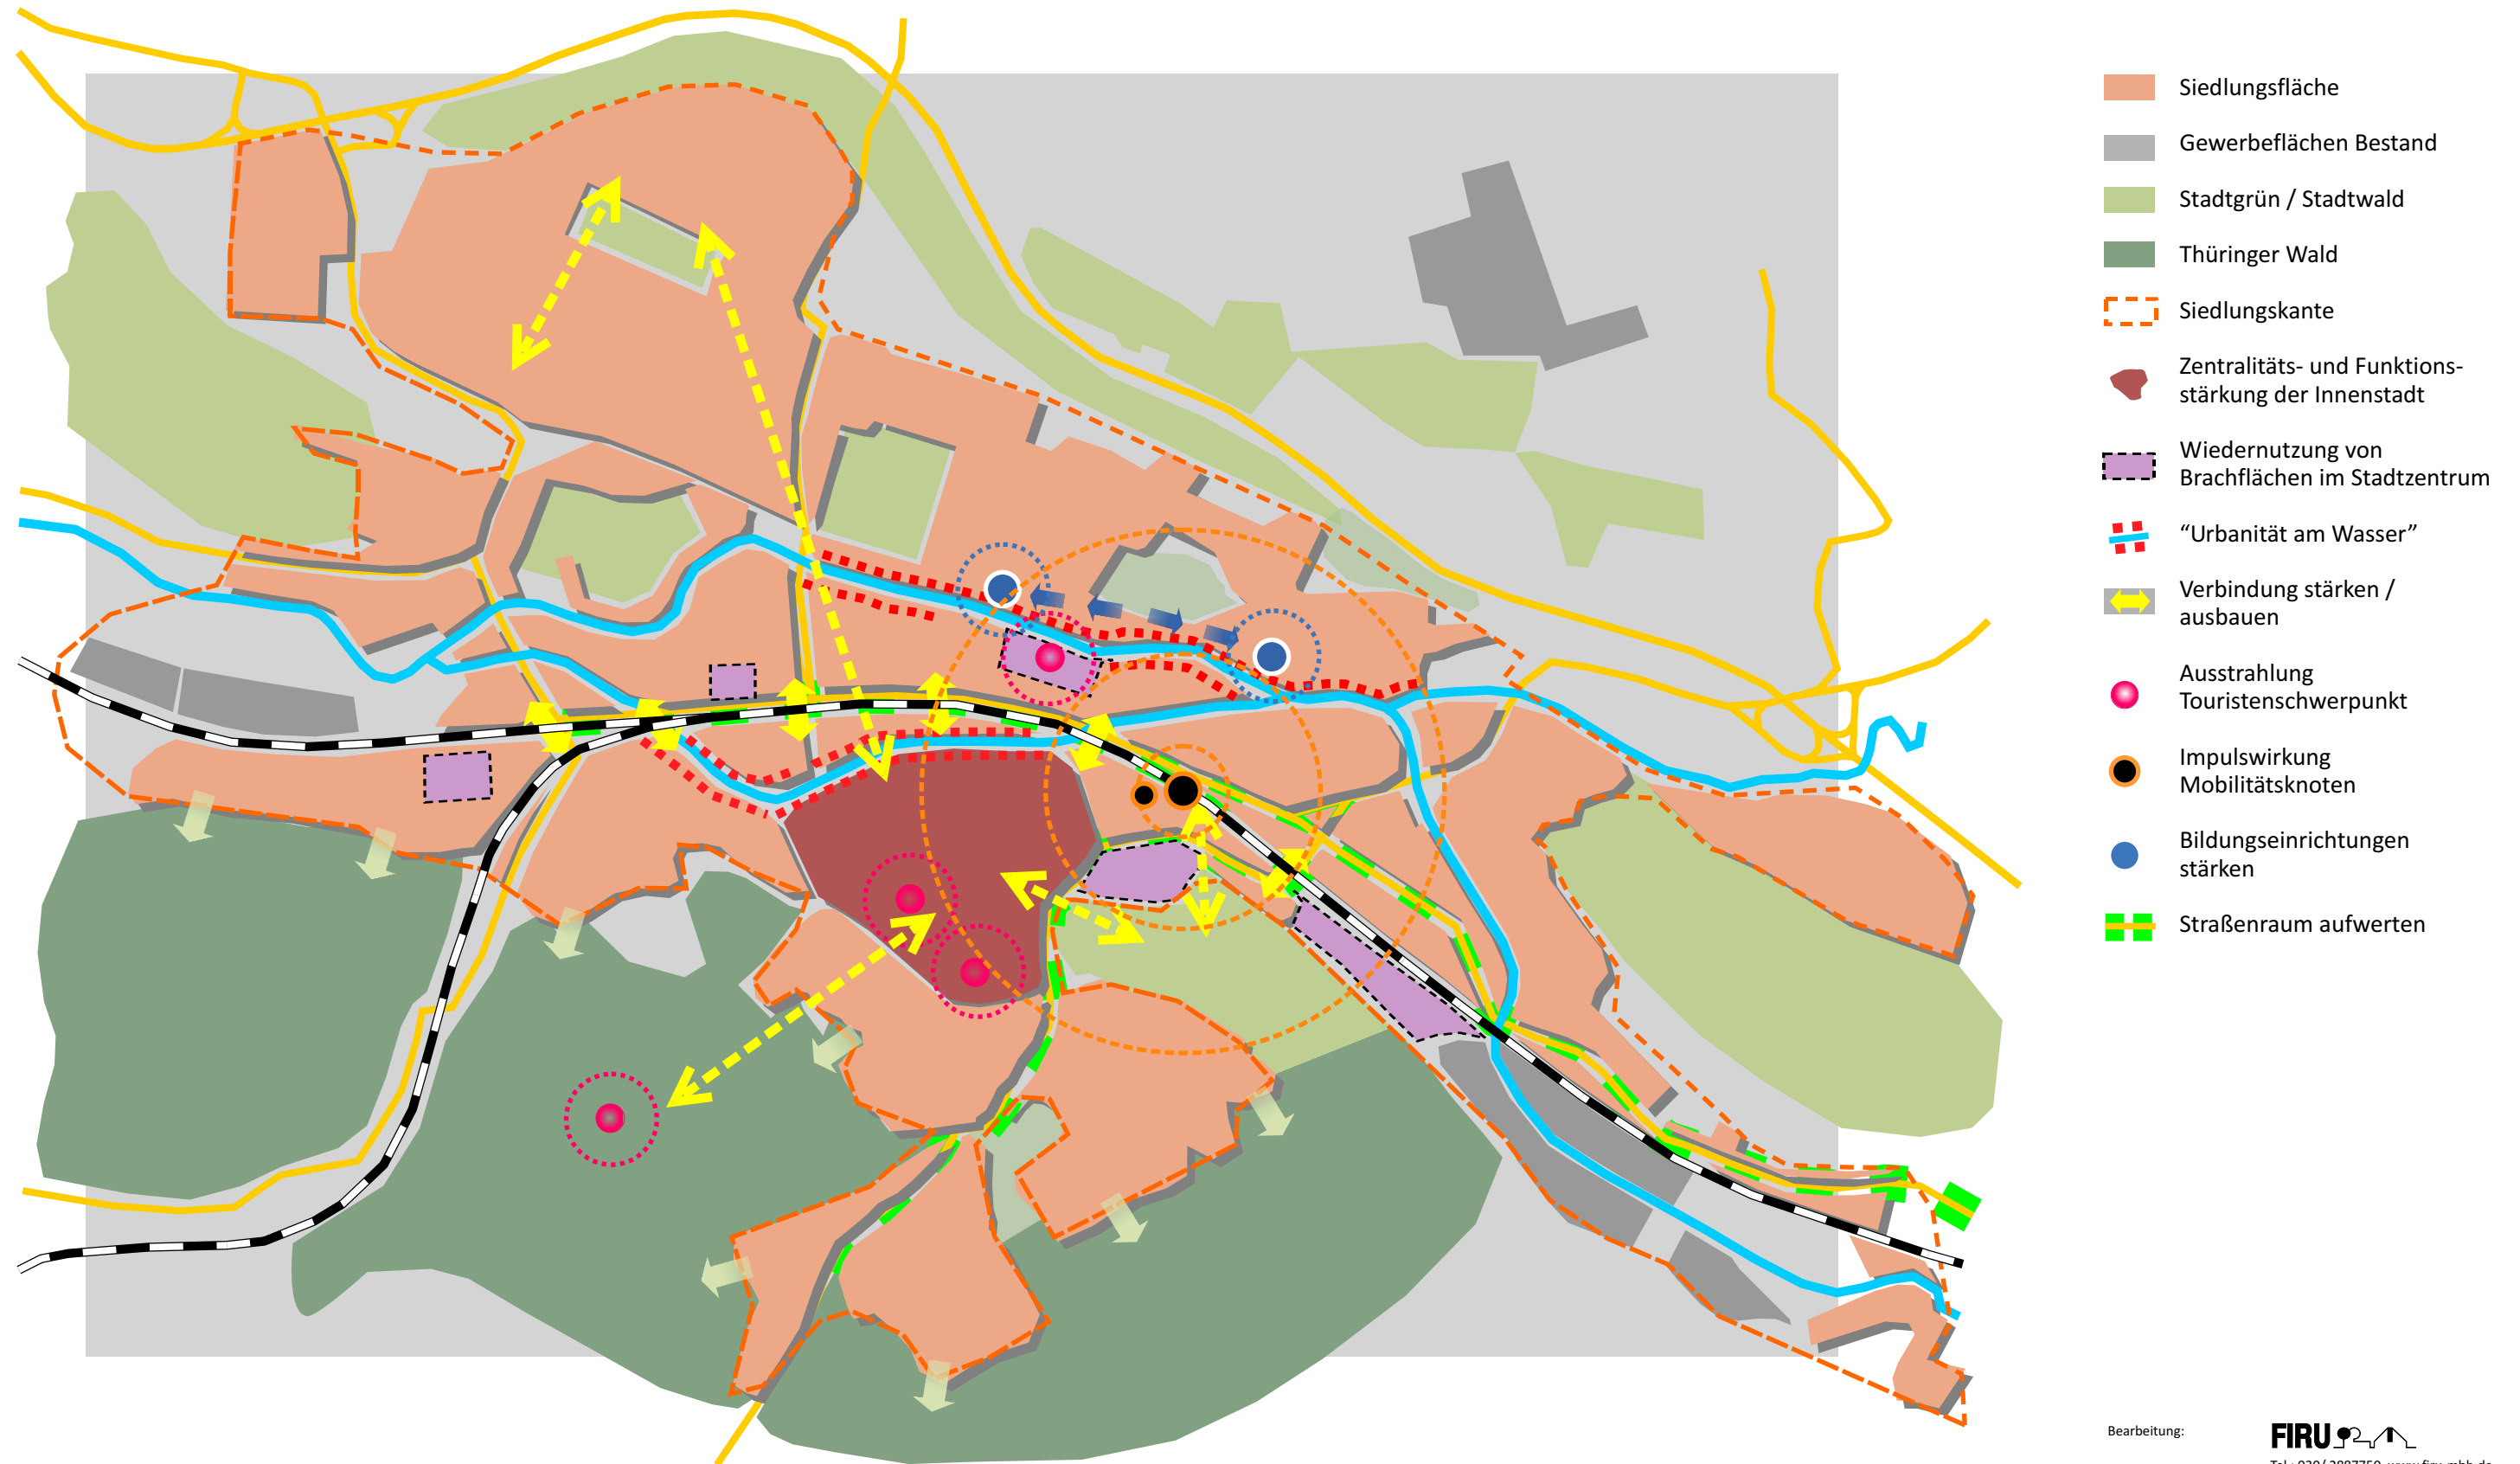 Siedlungsfläche
Gewerbeflächen Bestand
Stadtgrün / Stadtwald
Thüringer Wald
Siedlungskante
Zentralitäts- und Funktions-
stärkung der Innenstadt
Wiedernutzung von
Brachflächen im Stadtzentrum
“Urbanität am Wasser”
Verbindung stärken /
ausbauen
Ausstrahlung
Touristenschwerpunkt
Impulswirkung
Mobilitätsknoten
Bildungseinrichtungen
stärken
Straßenraum aufwerten
Bearbeitung:
FIRU